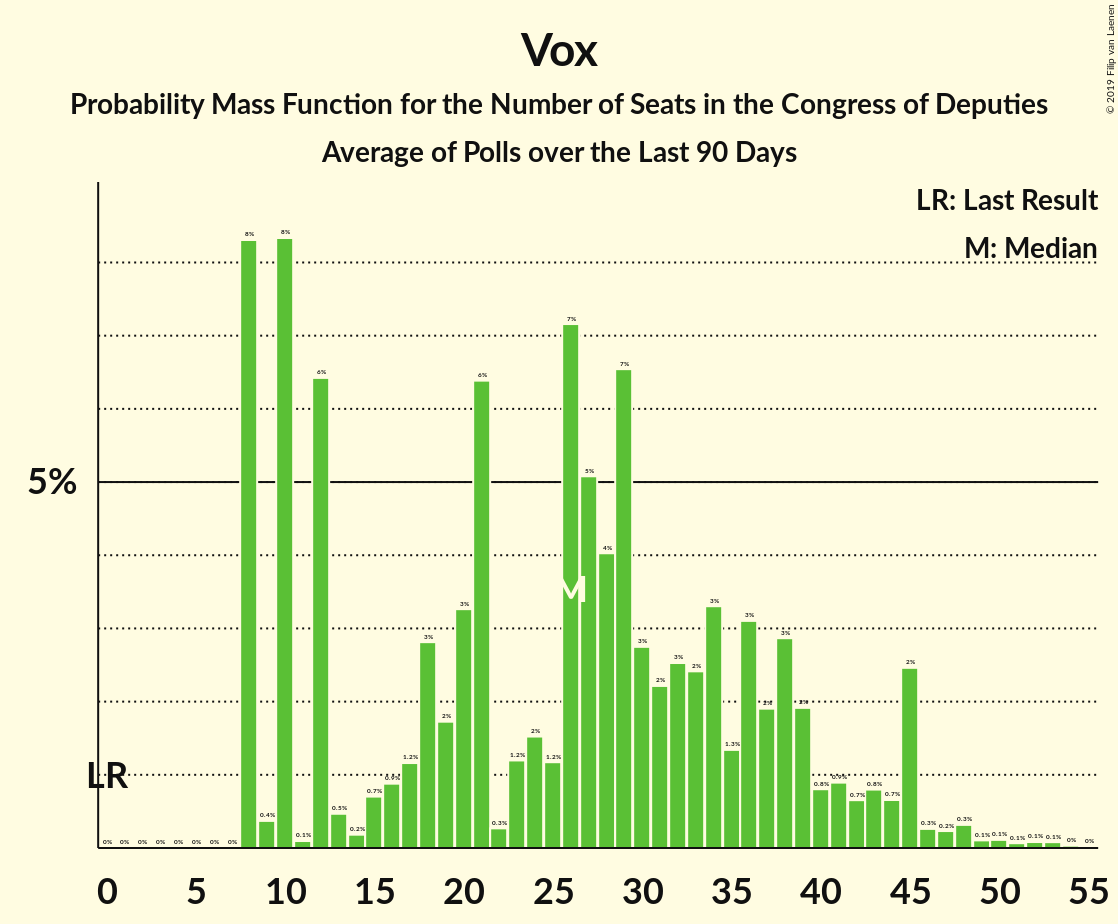 Vox
Probability Mass Function for the Number of Seats in the Congress of Deputies
Average of Polls over the Last 90 Days
© 2019 Filip van Laenen
LR: Last Result
M: Median
5%
LR
M
0% 0% 0% 0% 0% 0% 0% 0% 8% 0.4% 8% 0.1% 6% 0.5% 0.2% 0.7% 0.9% 1.2% 3% 2% 3% 6% 0.3% 1.2% 2% 1.2% 7% 5% 4% 7% 3% 2% 3% 2% 3% 1.3% 3% 2% 3% 2% 0.8% 0.9% 0.7% 0.8% 0.7% 2% 0.3% 0.2% 0.3% 0.1% 0.1% 0.1% 0.1% 0.1% 0% 0%
0 5 10 15 20 25 30 35 40 45 50 55